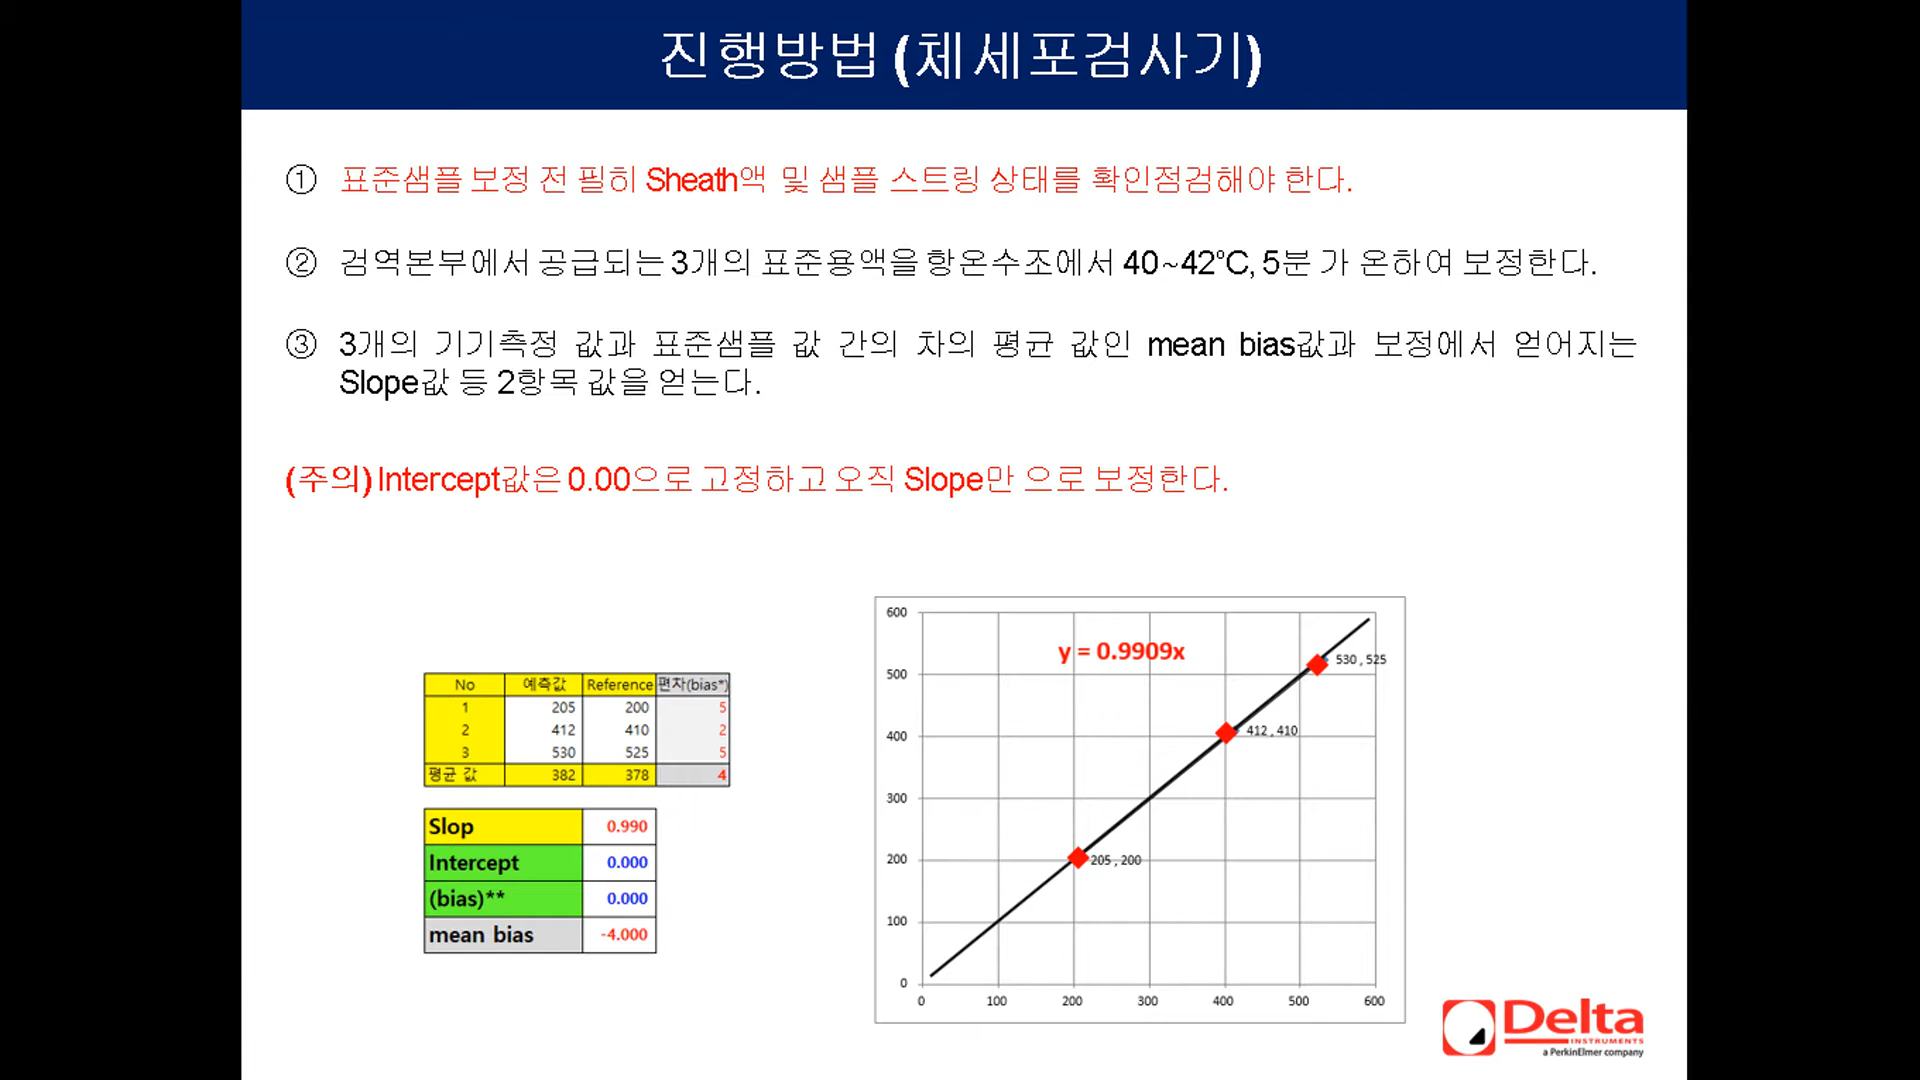 진행방법 (체세포검사기)
① 표준샘플 보정 전 필히 Sheath액 및 샘플 스트링 상태를 확인점검해야 한다.
② 검역본부에서 공급되는 3개의 표준용액을 항온수조에서 40~42℃, 5분 가 온하여 보정한다.
③ 3개의 기기측정 값과 표준샘플 값 간의 차의 평균 값인 mean bias값과 보정에서 얻어지는
Slope값 등 2항목 값을 얻는다.
(주의) Intercept값은 0.00으로 고정하고 오직 Slope만 으로 보정한다.
No 예측값 Reference 편차(bias*)
1 205 200 5
2 412 410 2
3 530 525 5
평균 값 382 378 4
Slop 0.990
Intercept 0.000
(bias)** 0.000
mean bias -4.000
600
y = 0.9909x
530 , 525
500
400
412 , 410
300
200
205 , 200
100
0
0 100 200 300 400 500 600
Delta
INSTRUMENTS
a PerkinElmer company